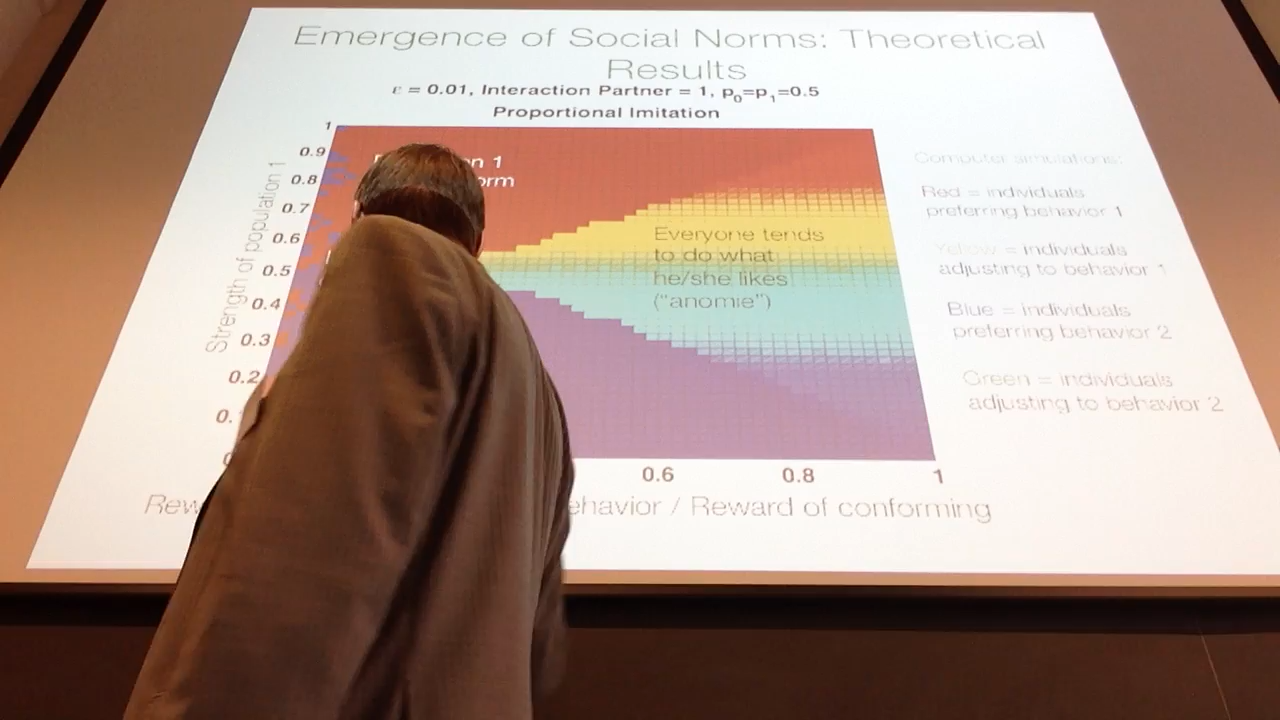 Emergence of Social Norms: Theoretical
Results
ε = 0.01, Interaction Partner = 1, p₀=p₁=0.5
Proportional Imitation
1
0.9
0.8
0.7
0.6
0.5
0.4
0.3
0.2
0.
Strength of population 1
1
Everyone tends
to do what
he/she likes
("anomie")
0.6
0.8
1
/ Reward of conforming
Computer simulations:
Red = individuals
preferring behavior 1
Yellow = individuals
adjusting to behavior 1
Blue = individuals
preferring behavior 2
Green = individuals
adjusting to behavior 2